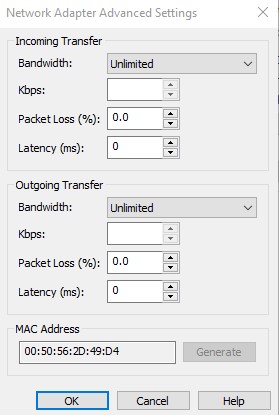 Network Adapter Advanced Settings
Incoming Transfer
Bandwidth: Unlimited
Kbps:
Packet Loss (%): 0.0
Latency (ms): 0
Outgoing Transfer
Bandwidth: Unlimited
Kbps:
Packet Loss (%): 0.0
Latency (ms): 0
MAC Address
00:50:56:2D:49:D4 Generate
OK Cancel Help